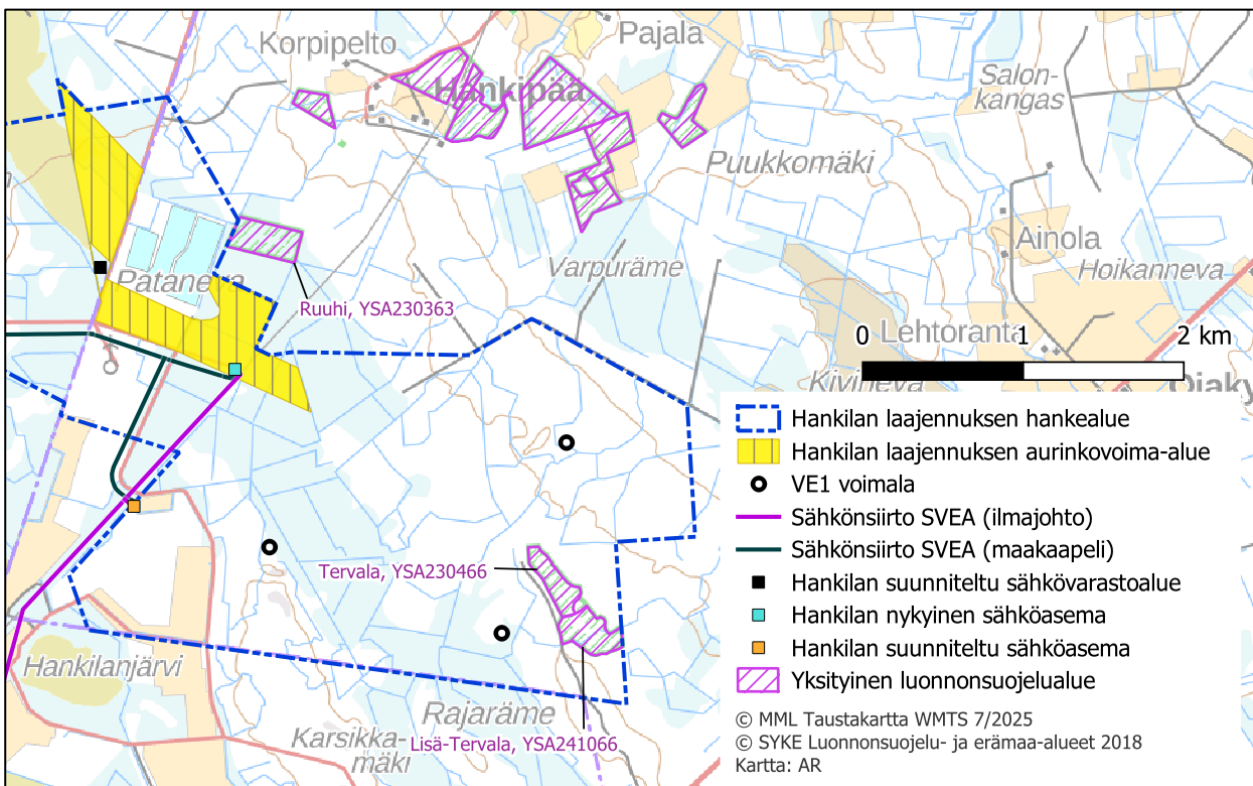 Korpipelto
Pajala
Hankipää
Salon-
kangas
Puukkomäki
Ainola
Varpuräme
Hoikanneva
Pataneva
Ruuhi, YSA230363
Lehtoranta
0 1 2 km
Kivineva
Ojaky
Hankilan laajennuksen hankealue
Hankilan laajennuksen aurinkovoima-alue
VE1 voimala
Sähkönsiirto SVEA (ilmajohto)
Sähkönsiirto SVEA (maakaapeli)
Hankilan suunniteltu sähkövarastoalue
Hankilan nykyinen sähköasema
Hankilan suunniteltu sähköasema
Yksityinen luonnonsuojelualue
© MML Taustakartta WMTS 7/2025
© SYKE Luonnonsuojelu- ja erämaa-alueet 2018
Kartta: AR
Tervala, YSA230466
Hankilanjärvi
Rajaräme
Karsikka-
mäki
Lisä-Tervala, YSA241066